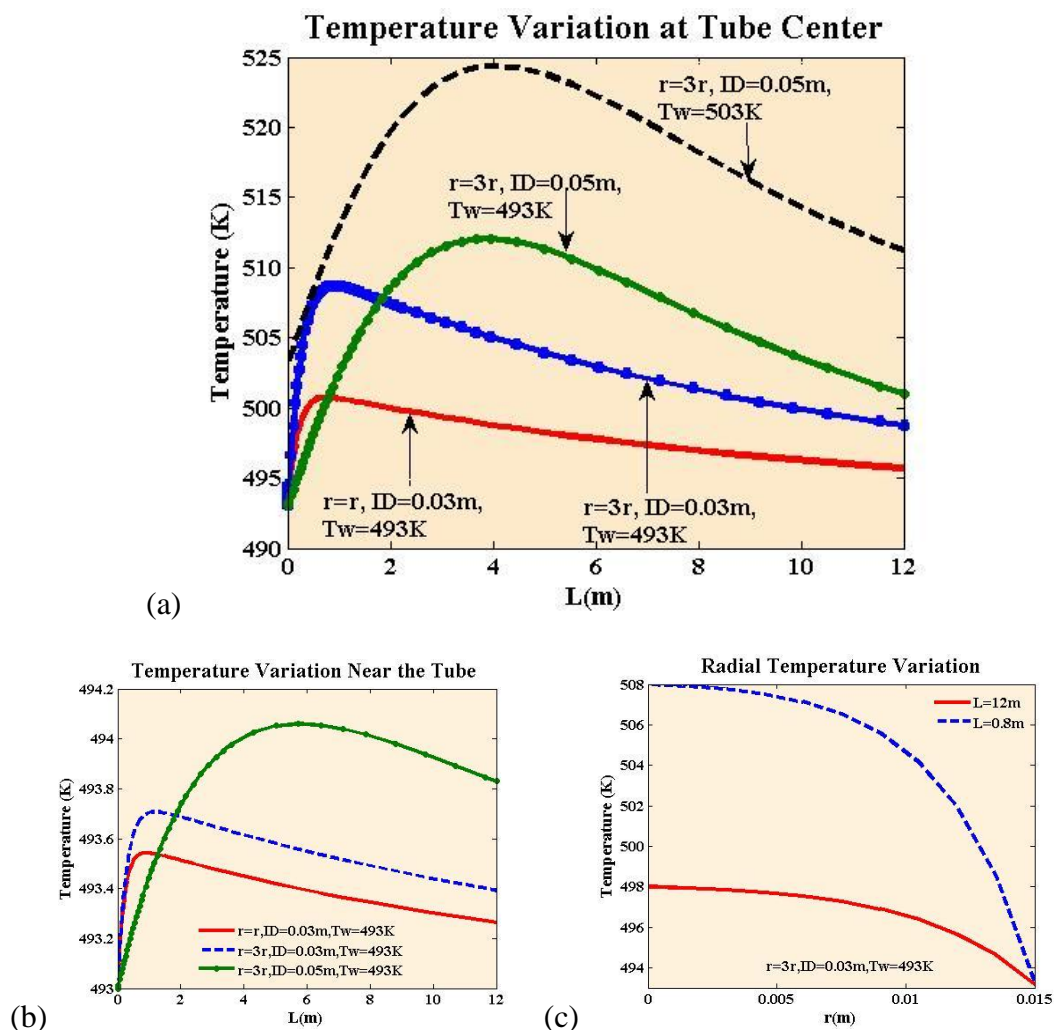 Temperature Variation at Tube Center
525
520
515
510
505
500
495
490
Temperature (K)
r=3r, ID=0.05m,
Tw=503K
r=3r, ID=0.05m,
Tw=493K
r=r, ID=0.03m,
Tw=493K
r=3r, ID=0.03m,
Tw=493K
0 2 4 6 8 10 12
L(m)
(a)
Temperature Variation Near the Tube
494.2
494
493.8
493.6
493.4
493.2
493
Temperature (K)
r=r,ID=0.03m,Tw=493K
r=3r,ID=0.03m,Tw=493K
r=3r,ID=0.05m,Tw=493K
0 2 4 6 8 10 12
L(m)
(b)
Radial Temperature Variation
508
506
504
502
500
498
496
494
Temperature (K)
L=12m
L=0.8m
r=3r,ID=0.03m,Tw=493K
0 0.005 0.01 0.015
r(m)
(c)